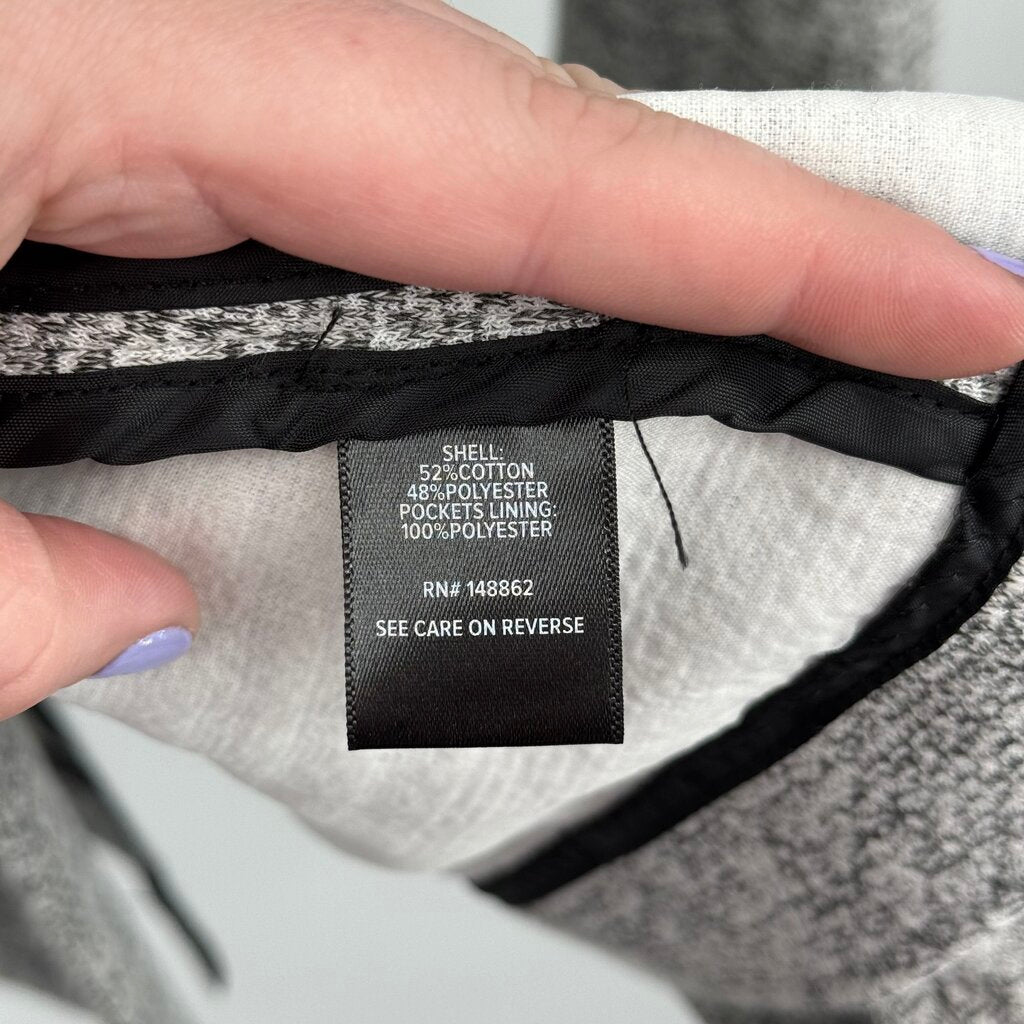 SHELL:
52%COTTON
48%POLYESTER
POCKETS LINING:
100%POLYESTER
RN# 148862
SEE CARE ON REVERSE